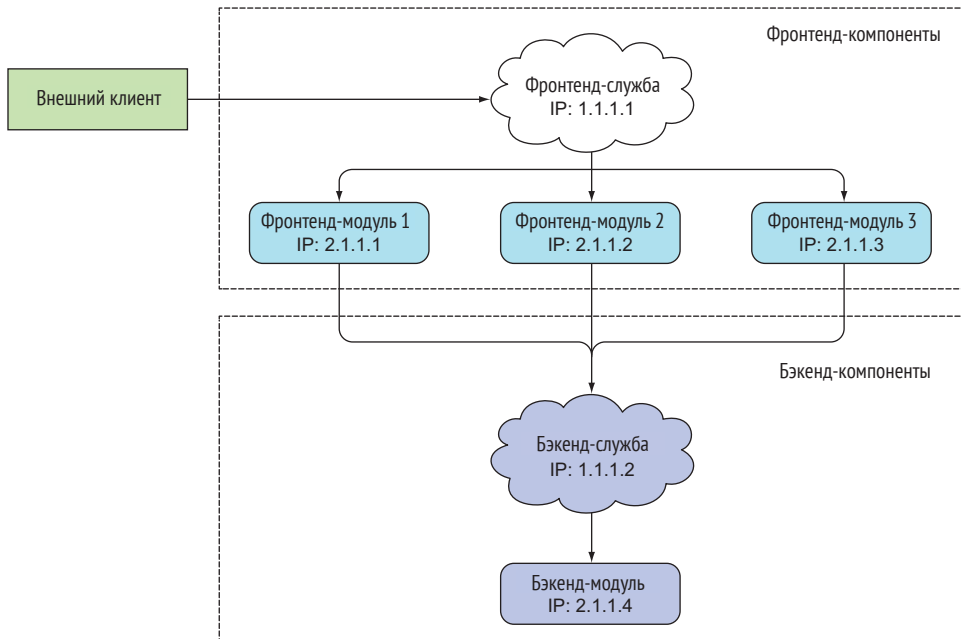 Фронтенд-компоненты
Внешний клиент
Фронтенд-служба
IP: 1.1.1.1
Фронтенд-модуль 1
IP: 2.1.1.1
Фронтенд-модуль 2
IP: 2.1.1.2
Фронтенд-модуль 3
IP: 2.1.1.3
Бэкенд-компоненты
Бэкенд-служба
IP: 1.1.1.2
Бэкенд-модуль
IP: 2.1.1.4